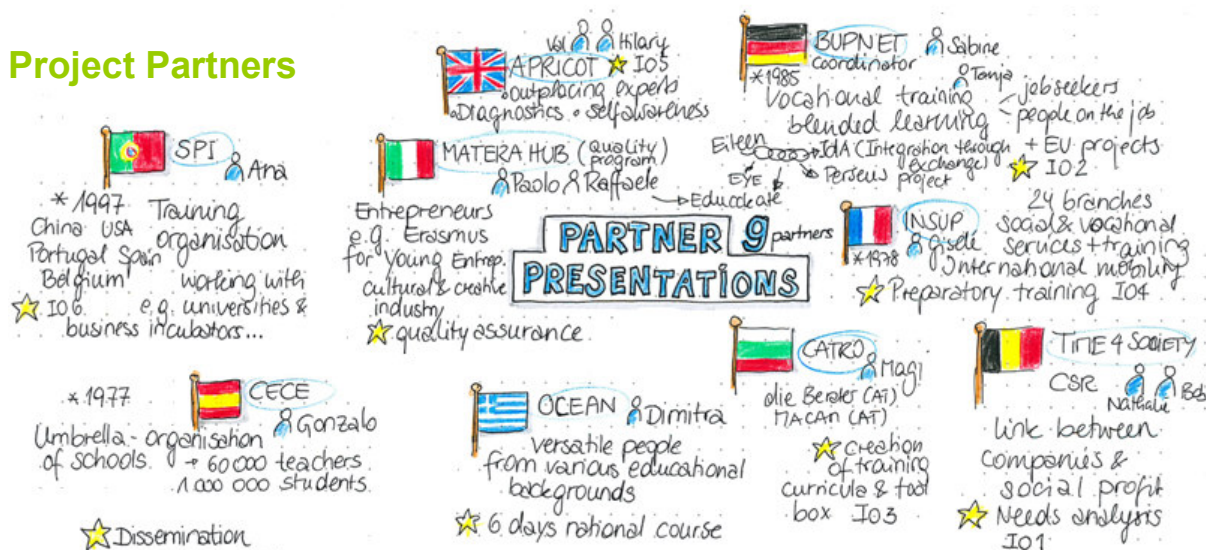 Project Partners
Val Hilary
APRICOT IO5
• outplacing experts
• Diagnostics • selfawareness
BUPNET Sabine
coordinator
* 1985 Tanja
Vocational training jobseekers
blended learning people on the job
+ EU projects
IO2
Eileen IdA (Integration through
exchange)
EYE Perseus project
Educcleate
SPI
Ana
* 1997 Training
China USA organisation
Portugal Spain
Belgium working with
IO6 e.g. universities &
business incubators...
MATERA HUB (quality
program)
Paolo Raffaele
Entrepreneurs
e.g. Erasmus
for Young Entrep.
cultural & creative
industry
quality assurance
PARTNER 9 partners
PRESENTATIONS
INSUP 24 branches
Gisele social & vocational
* 1978 services + training
International mobility
Preparatory training IO4
* 1977 CECE
Gonzalo
Umbrella-organisation
of schools. + 60 000 teachers
1 000 000 students
Dissemination
OCEAN Dimitra
versatile people
from various educational
backgrounds
6 days national course
CATRO
Magi
die Berater (AT)
MACAN (AT)
creation
of training
curricula & tool
box IO3
TIME 4 SOCIETY
CSR
Nathalie Bob
link between
companies &
social profit
Needs analysis
IO1